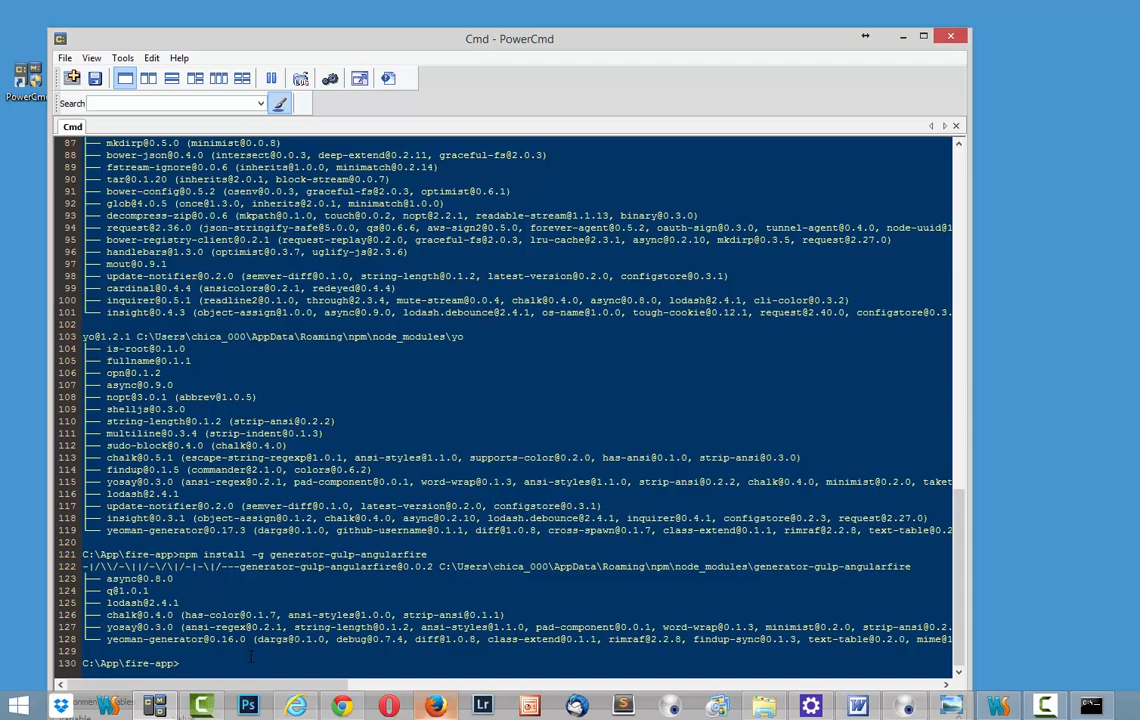 Cmd - PowerCmd
File View Tools Edit Help
Search
Cmd
87 ├── mkdirp@0.5.0 (minimist@0.0.8)
88 ├── bower-json@0.4.0 (intersect@0.0.3, deep-extend@0.2.11, graceful-fs@2.0.3)
89 ├── fstream-ignore@0.0.6 (inherits@1.0.0, minimatch@0.2.14)
90 ├── tar@0.1.20 (inherits@2.0.1, block-stream@0.0.7)
91 ├── bower-config@0.5.2 (osenv@0.0.3, graceful-fs@2.0.3, optimist@0.6.1)
92 ├── glob@4.0.5 (once@1.3.0, inherits@2.0.1, minimatch@1.0.0)
93 ├── decompress-zip@0.0.6 (mkpath@0.1.0, touch@0.0.2, nopt@2.2.1, readable-stream@1.1.13, binary@0.3.0)
94 ├── request@2.36.0 (json-stringify-safe@5.0.0, qs@0.6.6, aws-sign2@0.5.0, forever-agent@0.5.2, oauth-sign@0.3.0, tunnel-agent@0.4.0, node-uuid@1
95 ├── bower-registry-client@0.2.1 (request-replay@0.2.0, graceful-fs@2.0.3, lru-cache@2.3.1, async@0.2.10, mkdirp@0.3.5, request@2.27.0)
96 ├── handlebars@1.3.0 (optimist@0.3.7, uglify-js@2.3.6)
97 ├── mout@0.9.1
98 ├── update-notifier@0.2.0 (semver-diff@0.1.0, string-length@0.1.2, latest-version@0.2.0, configstore@0.3.1)
99 ├── cardinal@0.4.4 (ansicolors@0.2.1, redeyed@0.4.4)
100 ├── inquirer@0.5.1 (readline2@0.1.0, through@2.3.4, mute-stream@0.0.4, chalk@0.4.0, async@0.8.0, lodash@2.4.1, cli-color@0.3.2)
101 └── insight@0.4.3 (object-assign@1.0.0, async@0.9.0, lodash.debounce@2.4.1, os-name@1.0.0, tough-cookie@0.12.1, request@2.40.0, configstore@0.3.
102
103 yo@1.2.1 C:\Users\chica_000\AppData\Roaming\npm\node_modules\yo
104 ├── is-root@0.1.0
105 ├── fullname@0.1.1
106 ├── opn@0.1.2
107 ├── async@0.9.0
108 ├── nopt@3.0.1 (abbrev@1.0.5)
109 ├── shelljs@0.3.0
110 ├── string-length@0.1.2 (strip-ansi@0.2.2)
111 ├── multiline@0.3.4 (strip-indent@0.1.3)
112 ├── sudo-block@0.4.0 (chalk@0.4.0)
113 ├── chalk@0.5.1 (escape-string-regexp@1.0.1, ansi-styles@1.1.0, supports-color@0.2.0, has-ansi@0.1.0, strip-ansi@0.3.0)
114 ├── findup@0.1.5 (commander@2.1.0, colors@0.6.2)
115 ├── yosay@0.3.0 (ansi-regex@0.2.1, pad-component@0.0.1, word-wrap@0.1.3, ansi-styles@1.1.0, strip-ansi@0.2.2, chalk@0.4.0, minimist@0.2.0, taket
116 ├── lodash@2.4.1
117 ├── update-notifier@0.2.0 (semver-diff@0.1.0, latest-version@0.2.0, configstore@0.3.1)
118 ├── insight@0.3.1 (object-assign@0.1.2, chalk@0.4.0, async@0.2.10, lodash.debounce@2.4.1, inquirer@0.4.1, configstore@0.2.3, request@2.27.0)
119 └── yeoman-generator@0.17.3 (dargs@0.1.0, github-username@0.1.1, diff@1.0.8, cross-spawn@0.1.7, class-extend@0.1.1, rimraf@2.2.8, text-table@0.2
120
121 C:\App\fire-app>npm install -g generator-gulp-angularfire
122 -|/\\/-\||/-\/\|/-|-\|/---generator-gulp-angularfire@0.0.2 C:\Users\chica_000\AppData\Roaming\npm\node_modules\generator-gulp-angularfire
123 ├── async@0.8.0
124 ├── q@1.0.1
125 ├── lodash@2.4.1
126 ├── chalk@0.4.0 (has-color@0.1.7, ansi-styles@1.0.0, strip-ansi@0.1.1)
127 ├── yosay@0.3.0 (ansi-regex@0.2.1, string-length@0.1.2, ansi-styles@1.1.0, pad-component@0.0.1, word-wrap@0.1.3, minimist@0.2.0, strip-ansi@0.2.
128 └── yeoman-generator@0.16.0 (dargs@0.1.0, debug@0.7.4, diff@1.0.8, class-extend@0.1.1, rimraf@2.2.8, findup-sync@0.1.3, text-table@0.2.0, mime@1
129
130 C:\App\fire-app>